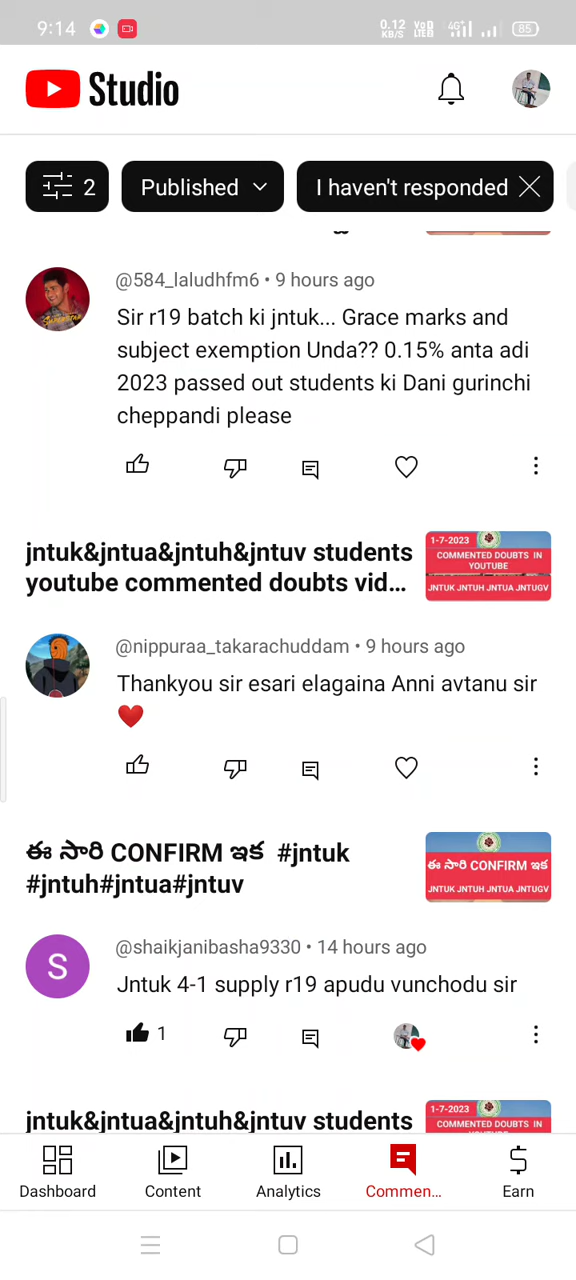 9:14
0.12 KB/S
VoD LTE
4G+
85
Studio
2
Published
I haven't responded
@584_laludhfm6 • 9 hours ago
Sir r19 batch ki jntuk... Grace marks and
subject exemption Unda?? 0.15% anta adi
2023 passed out students ki Dani gurinchi
cheppandi please
jntuk&jntua&jntuh&jntuv students
youtube commented doubts vid...
1-7-2023
COMMENTED DOUBTS IN
YOUTUBE
JNTUK JNTUH JNTUA JNTUGV
@nippuraa_takarachuddam • 9 hours ago
Thankyou sir esari elagaina Anni avtanu sir
❤️
ఈ సారి CONFIRM ఇక #jntuk
#jntuh#jntua#jntuv
ఈ సారి CONFIRM ఇక
JNTUK JNTUH JNTUA JNTUGV
S
@shaikjanibasha9330 • 14 hours ago
Jntuk 4-1 supply r19 apudu vunchodu sir
1
jntuk&jntua&jntuh&jntuv students
1-7-2023
COMMENTED DOUBTS IN
Dashboard
Content
Analytics
Commen...
Earn